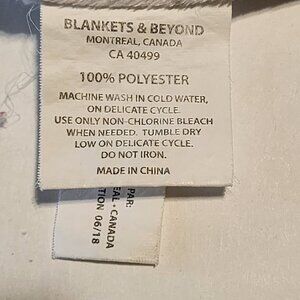 BLANKETS & BEYOND
MONTREAL, CANADA
CA 40499
100% POLYESTER
MACHINE WASH IN COLD WATER,
ON DELICATE CYCLE.
USE ONLY NON-CHLORINE BLEACH
WHEN NEEDED. TUMBLE DRY
LOW ON DELICATE CYCLE.
DO NOT IRON.
MADE IN CHINA
PAR:
EAL · CANADA
TION 06/18